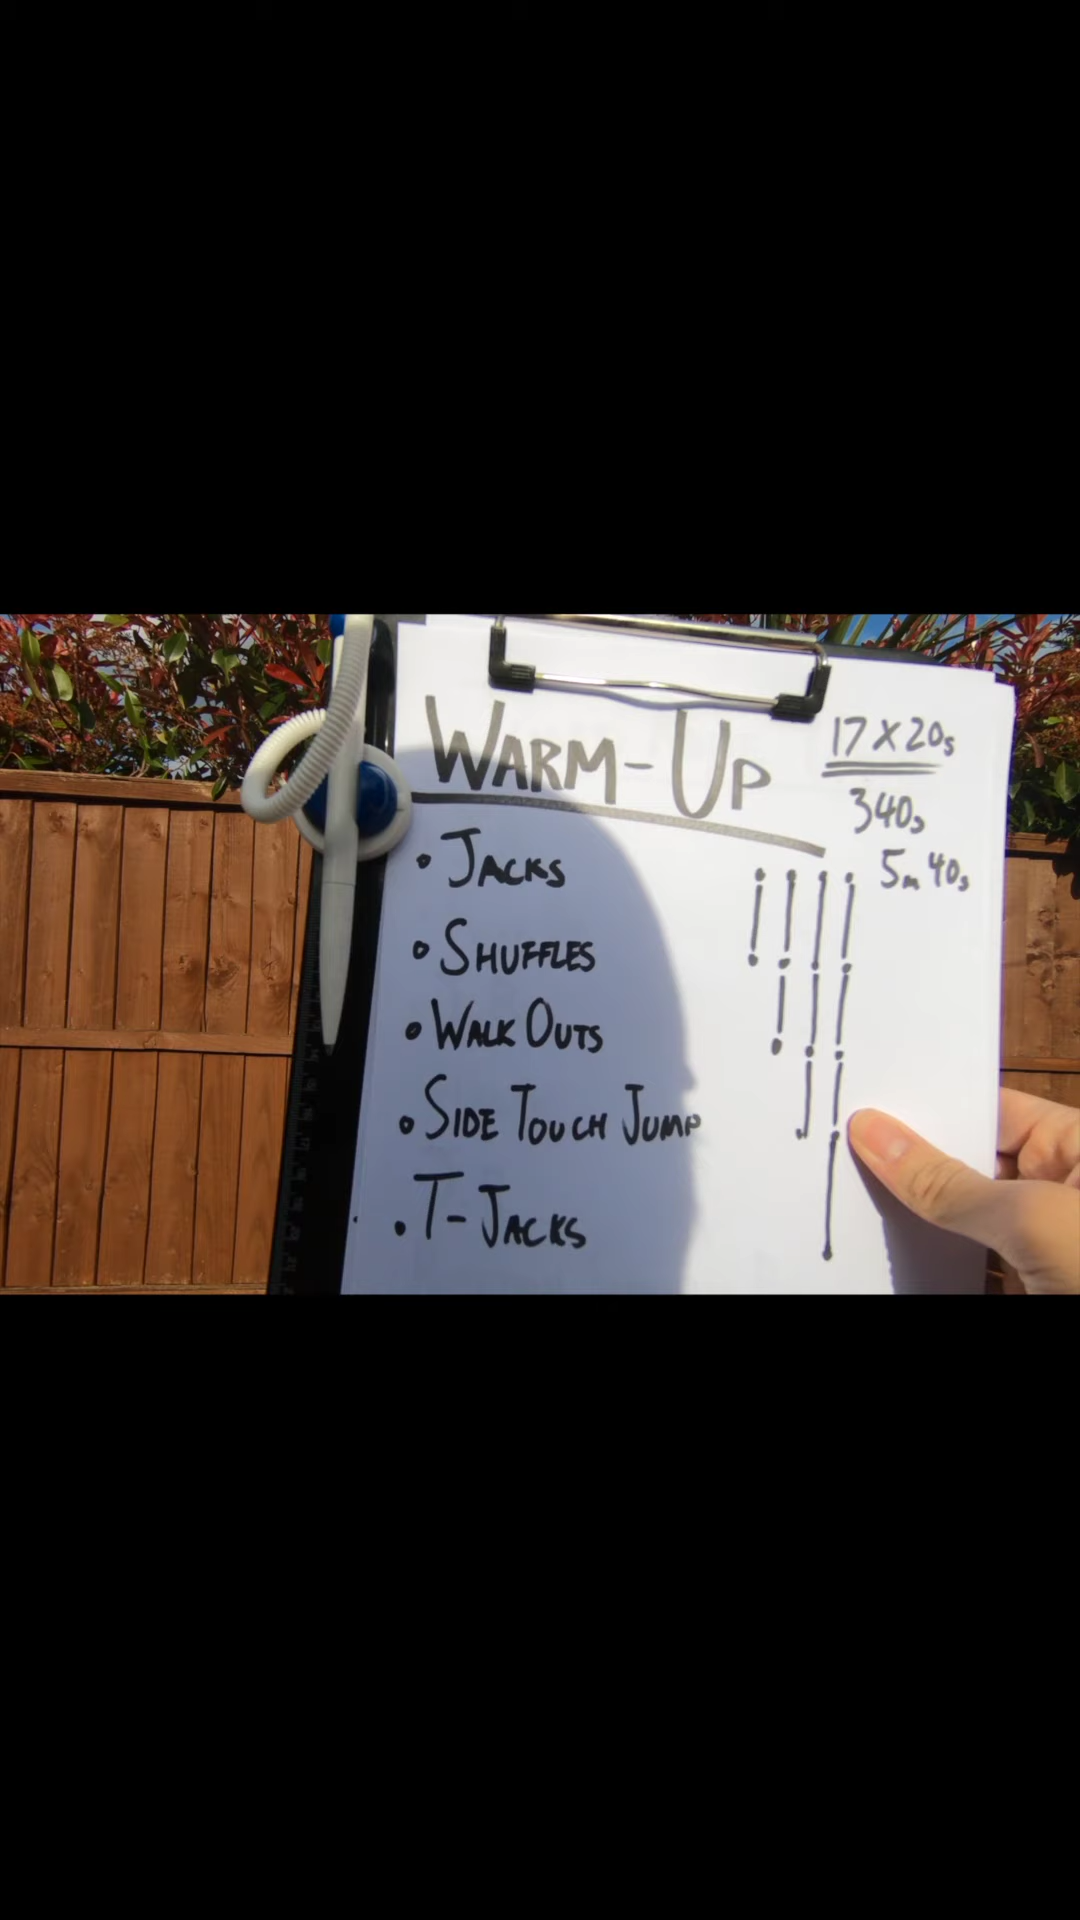 WARM-UP
17 X 20s
340s
5m 40s
• JACKS
• SHUFFLES
• WALK OUTS
• SIDE TOUCH JUMP
• T-JACKS